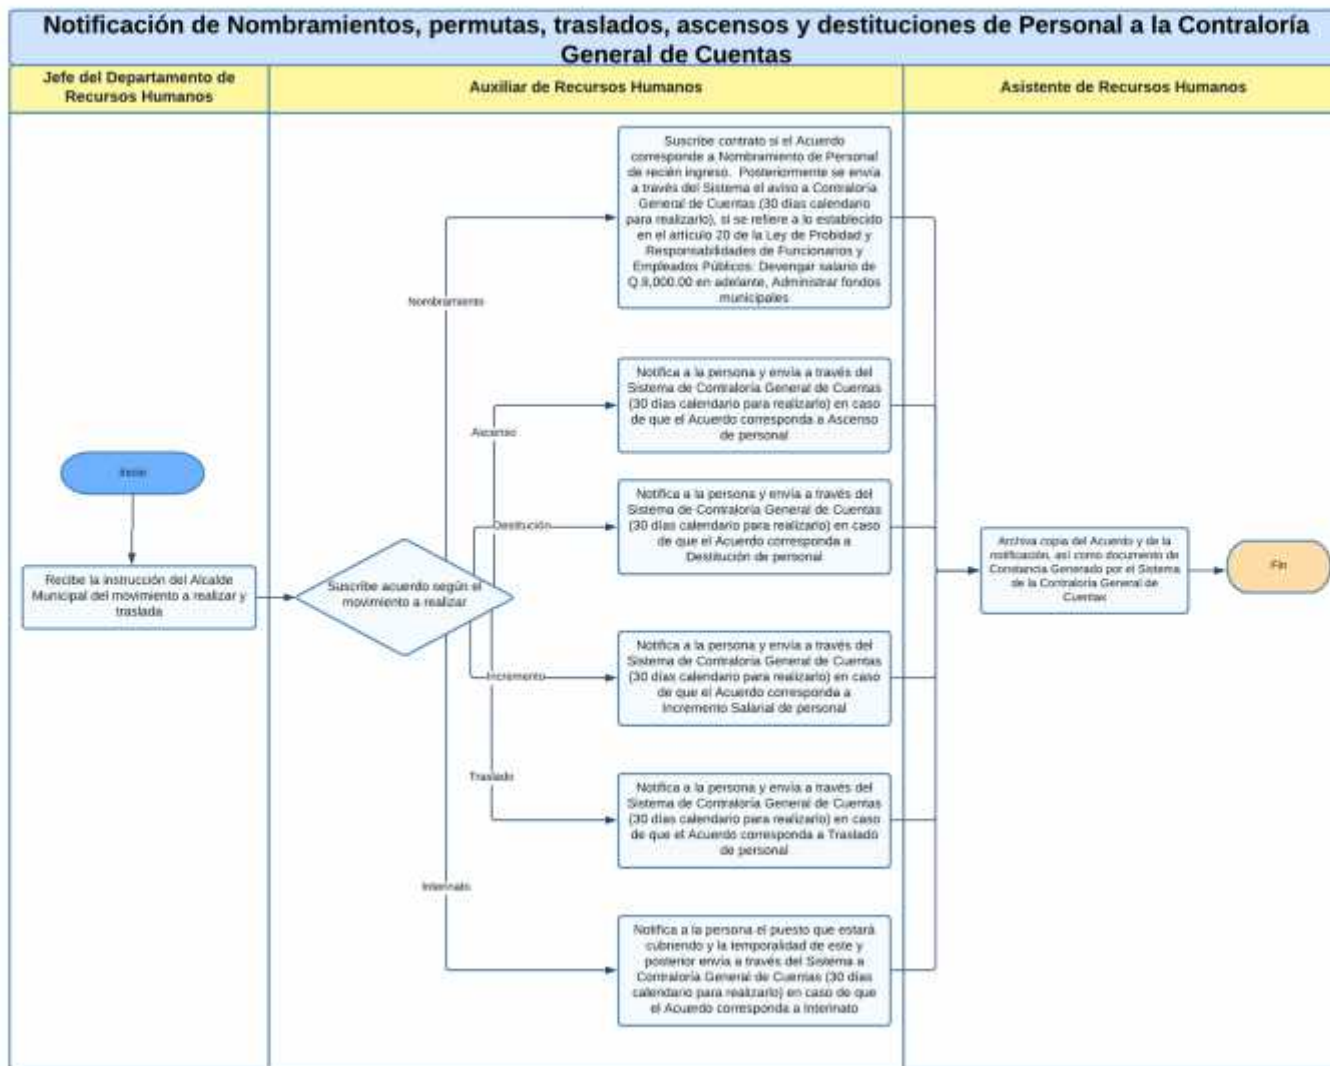 Notificación de Nombramientos, permutas, traslados, ascensos y destituciones de Personal a la Contraloría
General de Cuentas
Jefe del Departamento de
Recursos Humanos
Auxiliar de Recursos Humanos
Asistente de Recursos Humanos
Inicio
Recibe la instrucción del Alcalde
Municipal del movimiento a realizar y
traslada
Suscribe acuerdo según el
movimiento a realizar
Nombramiento
Suscribe contrato si el Acuerdo
corresponde a Nombramiento de Personal
de recién ingreso. Posteriormente se envía
a través del Sistema el aviso a Contraloría
General de Cuentas (30 días calendario
para realizarlo), si se refiere a lo establecido
en el artículo 20 de la Ley de Probidad y
Responsabilidades de Funcionarios y
Empleados Públicos: Devengar salario de
Q.8,000.00 en adelante, Administrar fondos
municipales
Ascenso
Notifica a la persona y envía a través del
Sistema de Contraloría General de Cuentas
(30 días calendario para realizarlo) en caso
de que el Acuerdo corresponda a Ascenso
de personal
Destitución
Notifica a la persona y envía a través del
Sistema de Contraloría General de Cuentas
(30 días calendario para realizarlo) en caso
de que el Acuerdo corresponda a
Destitución de personal
Incremento
Notifica a la persona y envía a través del
Sistema de Contraloría General de Cuentas
(30 días calendario para realizarlo) en caso
de que el Acuerdo corresponda a
Incremento Salarial de personal
Traslado
Notifica a la persona y envía a través del
Sistema de Contraloría General de Cuentas
(30 días calendario para realizarlo) en caso
de que el Acuerdo corresponda a Traslado
de personal
Interinato
Notifica a la persona el puesto que estará
cubriendo y la temporalidad de este y
posterior envía a través del Sistema a
Contraloría General de Cuentas (30 días
calendario para realizarlo) en caso de que
el Acuerdo corresponda a Interinato
Archiva copia del Acuerdo y de la
notificación, así como documento de
Constancia Generado por el Sistema
de la Contraloría General de
Cuentas
Fin